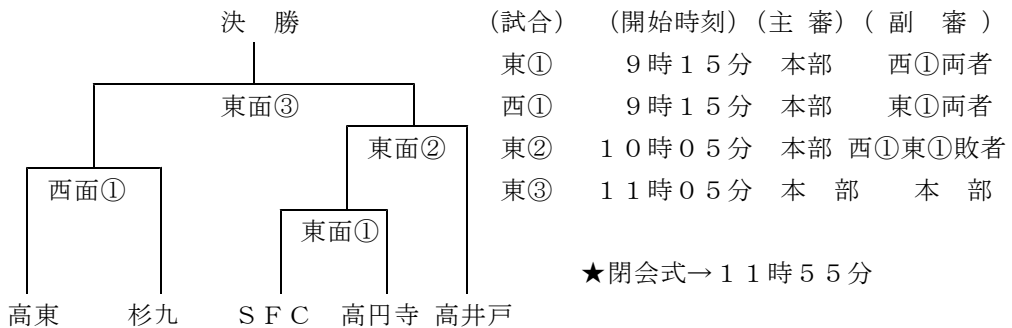 決　勝　（試合）　（開始時刻）（主 審）（ 副　審 ）
東①　９時１５分　本部　西①両者
東面③　西①　９時１５分　本部　東①両者
東面②　東②　１０時０５分　本部　西①東①敗者
西面①　東③　１１時０５分　本　部　本　部
東面①
★閉会式→１１時５５分
高東　杉九　ＳＦＣ　高円寺　高井戸